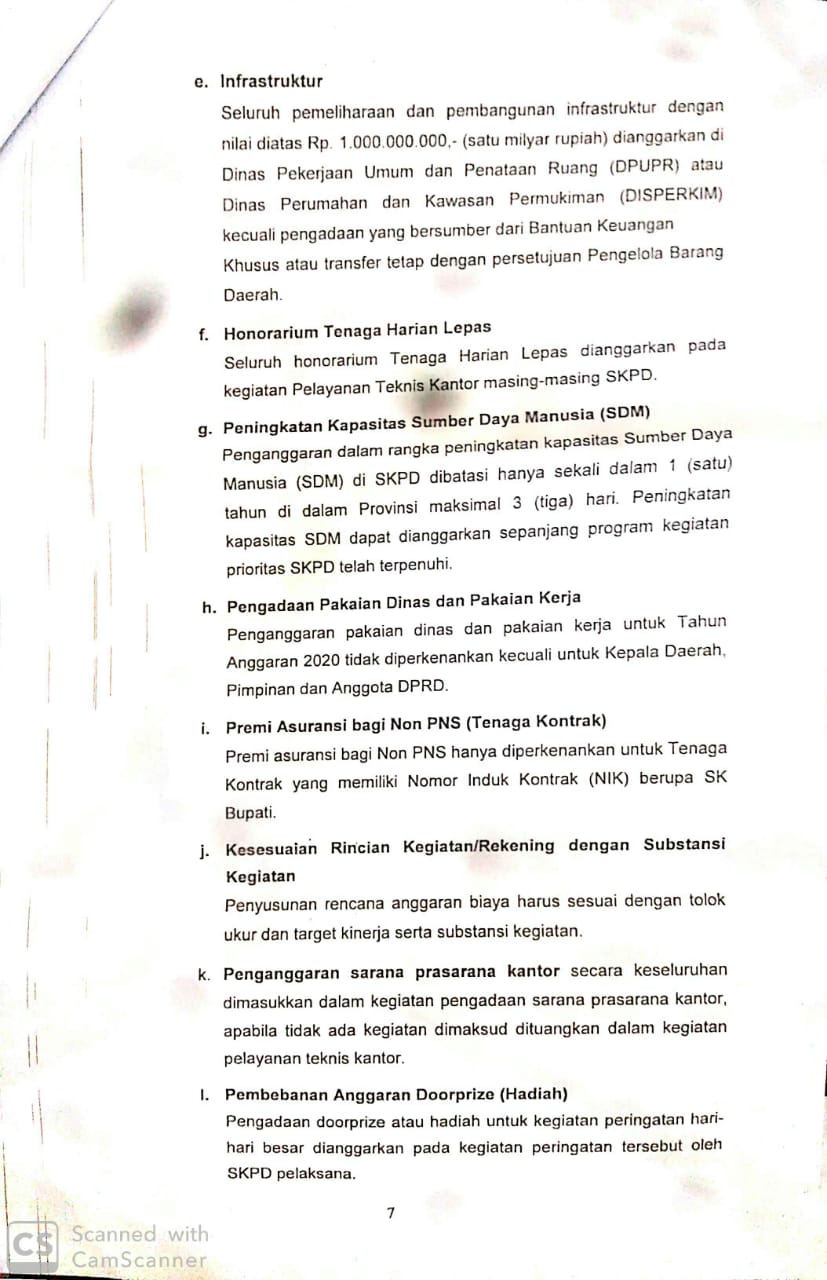 e. Infrastruktur
Seluruh pemeliharaan dan pembangunan infrastruktur dengan
nilai diatas Rp. 1.000.000.000,- (satu milyar rupiah) dianggarkan di
Dinas Pekerjaan Umum dan Penataan Ruang (DPUPR) atau
Dinas Perumahan dan Kawasan Permukiman (DISPERKIM)
kecuali pengadaan yang bersumber dari Bantuan Keuangan
Khusus atau transfer tetap dengan persetujuan Pengelola Barang
Daerah.
f. Honorarium Tenaga Harian Lepas
Seluruh honorarium Tenaga Harian Lepas dianggarkan pada
kegiatan Pelayanan Teknis Kantor masing-masing SKPD.
g. Peningkatan Kapasitas Sumber Daya Manusia (SDM)
Penganggaran dalam rangka peningkatan kapasitas Sumber Daya
Manusia (SDM) di SKPD dibatasi hanya sekali dalam 1 (satu)
tahun di dalam Provinsi maksimal 3 (tiga) hari. Peningkatan
kapasitas SDM dapat dianggarkan sepanjang program kegiatan
prioritas SKPD telah terpenuhi.
h. Pengadaan Pakaian Dinas dan Pakaian Kerja
Penganggaran pakaian dinas dan pakaian kerja untuk Tahun
Anggaran 2020 tidak diperkenankan kecuali untuk Kepala Daerah,
Pimpinan dan Anggota DPRD.
i. Premi Asuransi bagi Non PNS (Tenaga Kontrak)
Premi asuransi bagi Non PNS hanya diperkenankan untuk Tenaga
Kontrak yang memiliki Nomor Induk Kontrak (NIK) berupa SK
Bupati.
j. Kesesuaian Rincian Kegiatan/Rekening dengan Substansi
Kegiatan
Penyusunan rencana anggaran biaya harus sesuai dengan tolok
ukur dan target kinerja serta substansi kegiatan.
k. Penganggaran sarana prasarana kantor secara keseluruhan
dimasukkan dalam kegiatan pengadaan sarana prasarana kantor,
apabila tidak ada kegiatan dimaksud dituangkan dalam kegiatan
pelayanan teknis kantor.
l. Pembebanan Anggaran Doorprize (Hadiah)
Pengadaan doorprize atau hadiah untuk kegiatan peringatan hari-
hari besar dianggarkan pada kegiatan peringatan tersebut oleh
SKPD pelaksana.
7
CS Scanned with
CamScanner